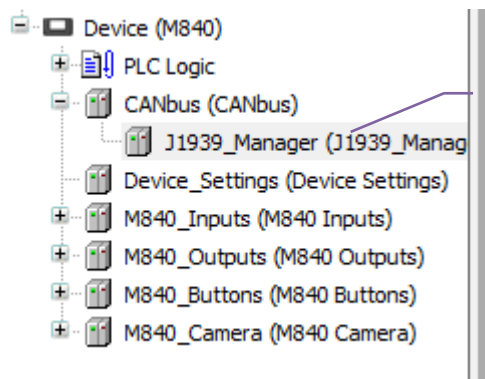 Device (M840)
PLC Logic
CANbus (CANbus)
J1939_Manager (J1939_Manag
Device_Settings (Device Settings)
M840_Inputs (M840 Inputs)
M840_Outputs (M840 Outputs)
M840_Buttons (M840 Buttons)
M840_Camera (M840 Camera)